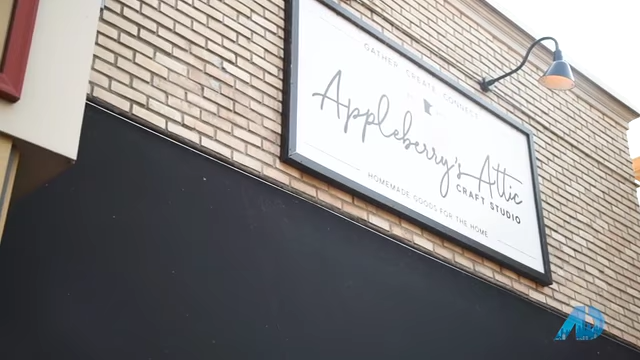 GATHER CREATE CONNECT
Appleberry's Attic
CRAFT STUDIO
HOMEMADE GOODS FOR THE HOME